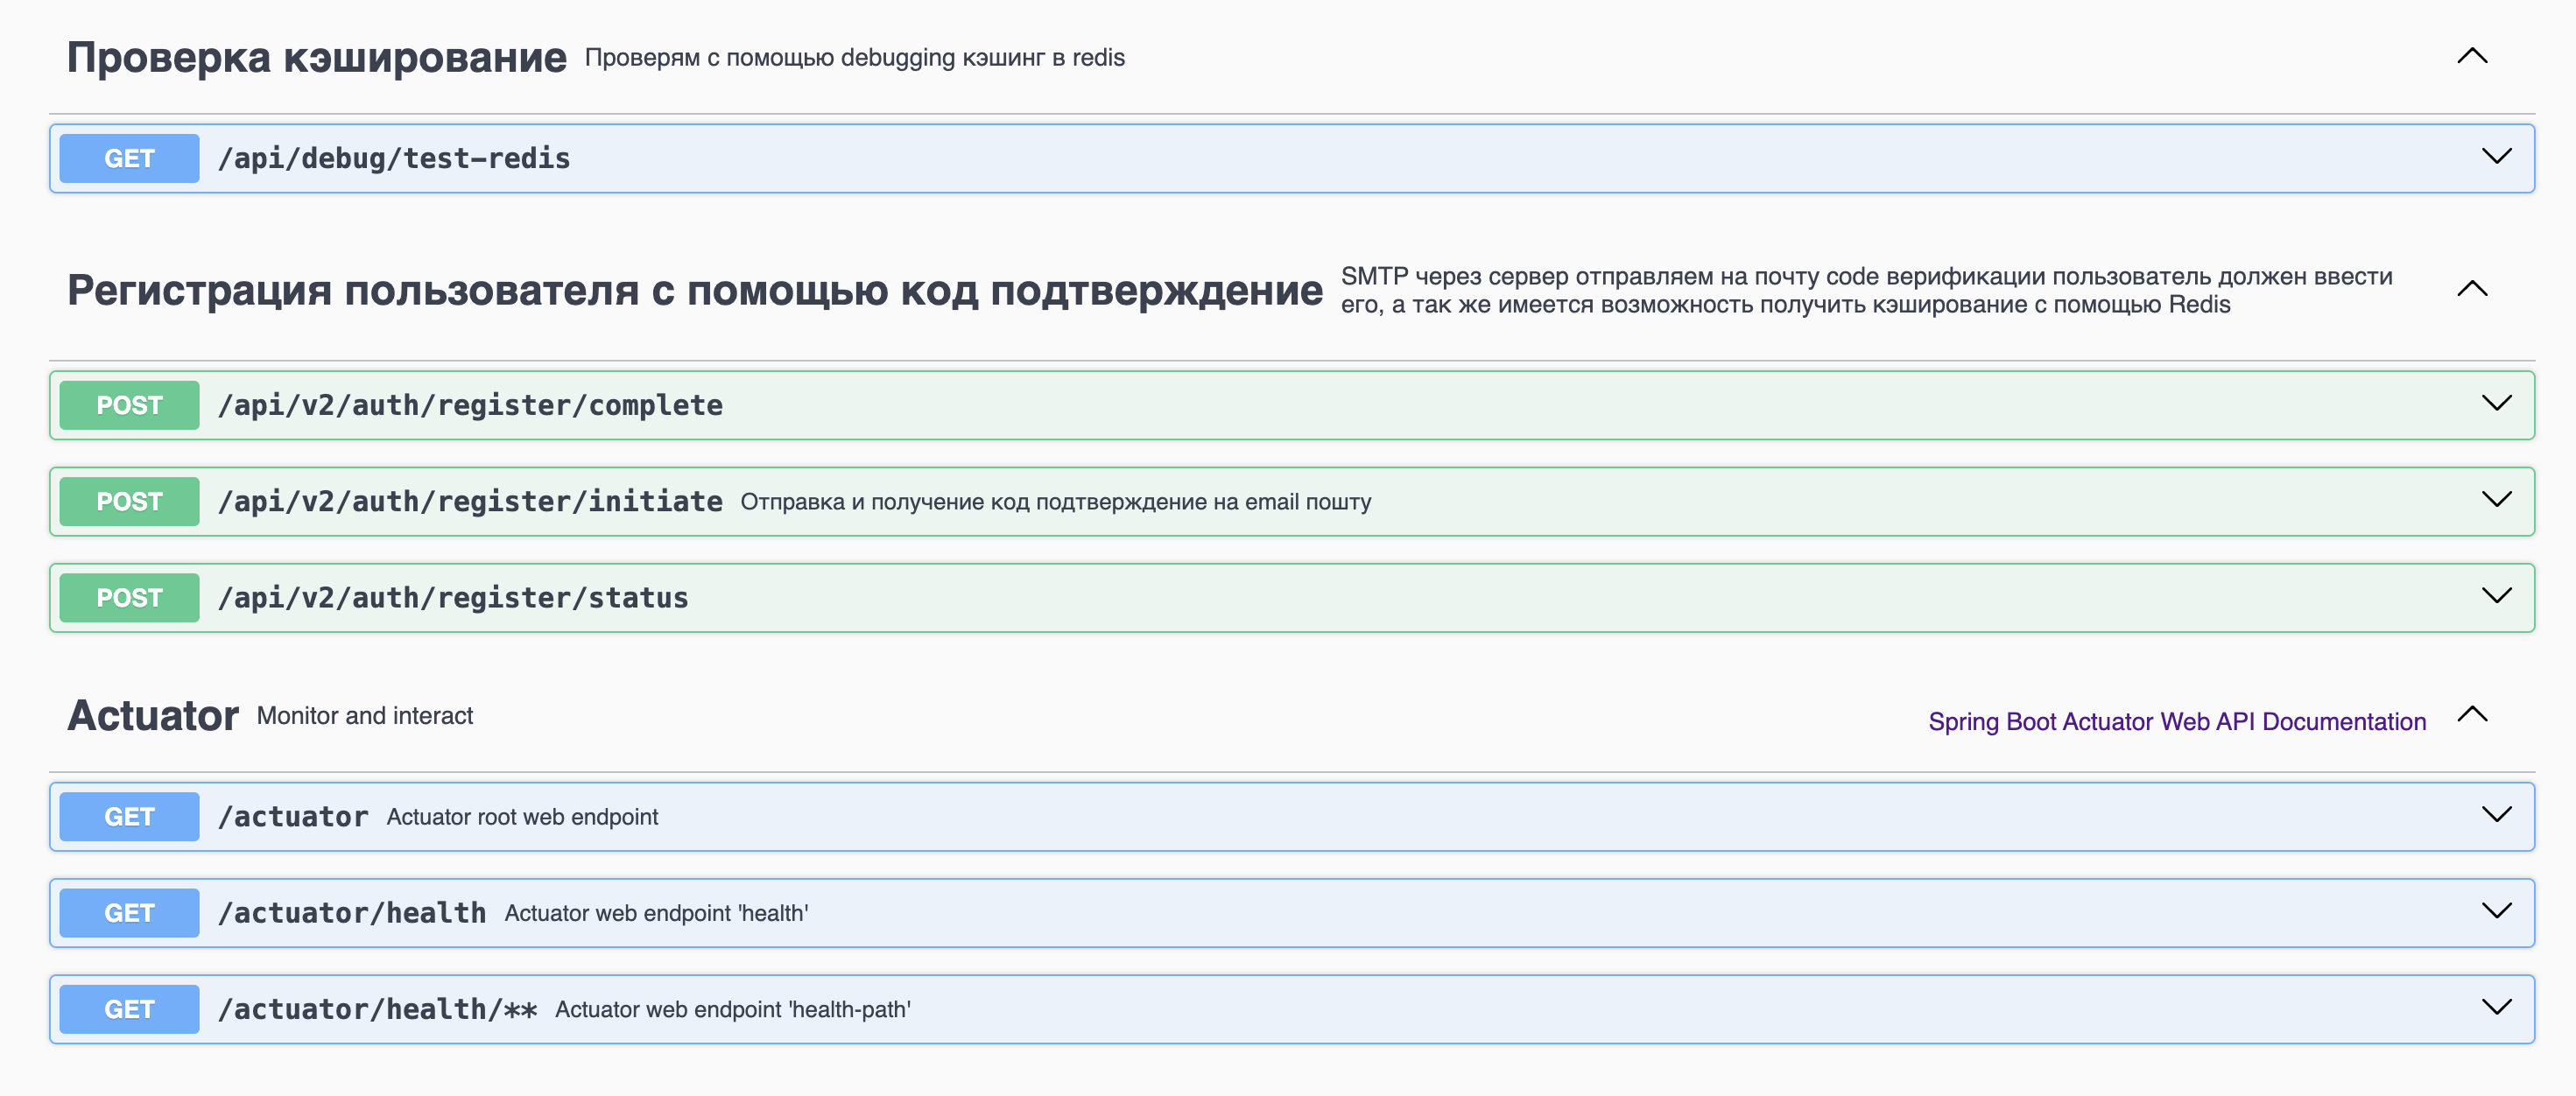 Проверка кэширование Проверям с помощью debugging кэшинг в redis
GET /api/debug/test-redis
Регистрация пользователя с помощью код подтверждение SMTP через сервер отправляем на почту code верификации пользователь должен ввести
его, а так же имеется возможность получить кэширование с помощью Redis
POST /api/v2/auth/register/complete
POST /api/v2/auth/register/initiate Отправка и получение код подтверждение на email пошту
POST /api/v2/auth/register/status
Actuator Monitor and interact Spring Boot Actuator Web API Documentation
GET /actuator Actuator root web endpoint
GET /actuator/health Actuator web endpoint 'health'
GET /actuator/health/** Actuator web endpoint 'health-path'